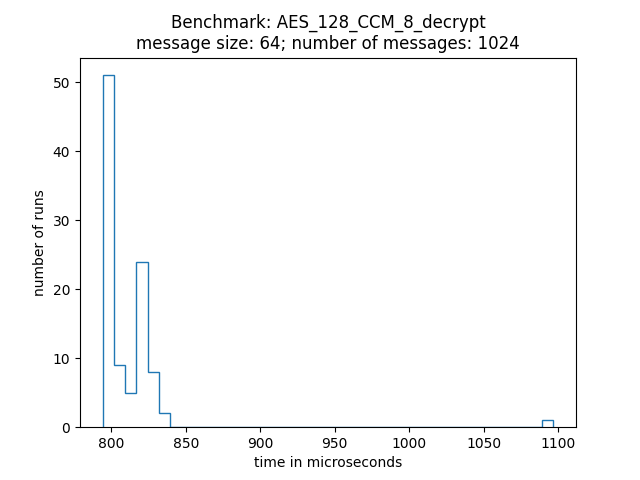 Benchmark: AES_128_CCM_8_decrypt
message size: 64; number of messages: 1024
50
40
30
20
10
0
number of runs
800 850 900 950 1000 1050 1100
time in microseconds